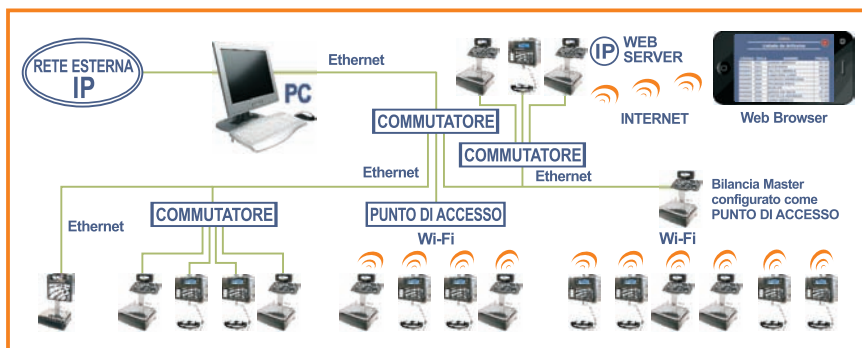 RETE ESTERNA
IP
PC
Ethernet
IP
WEB
SERVER
INTERNET
Web Browser
COMMUTATORE
COMMUTATORE
Ethernet
Ethernet
Ethernet
COMMUTATORE
PUNTO DI ACCESSO
Wi-Fi
Bilancia Master
configurato come
PUNTO DI ACCESSO
Wi-Fi